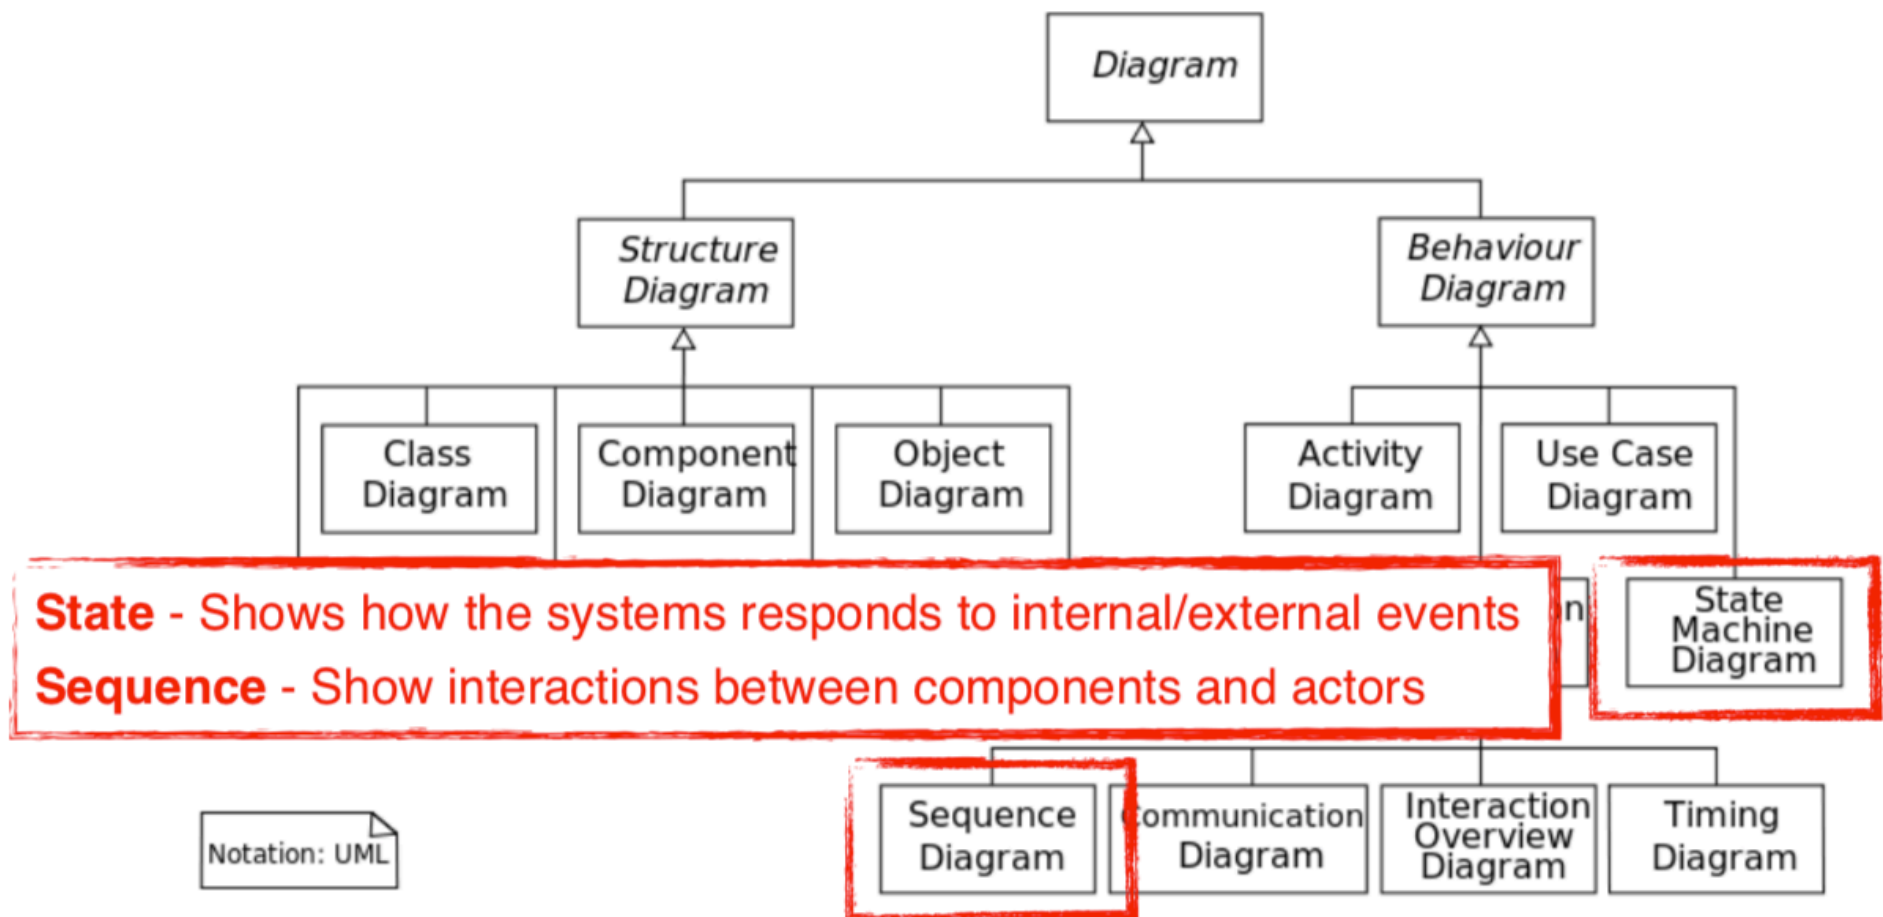 Diagram
Structure
Diagram
Behaviour
Diagram
Class
Diagram
Component
Diagram
Object
Diagram
Activity
Diagram
Use Case
Diagram
State - Shows how the systems responds to internal/external events
Sequence - Show interactions between components and actors
n
State
Machine
Diagram
Sequence
Diagram
Communication
Diagram
Interaction
Overview
Diagram
Timing
Diagram
Notation: UML